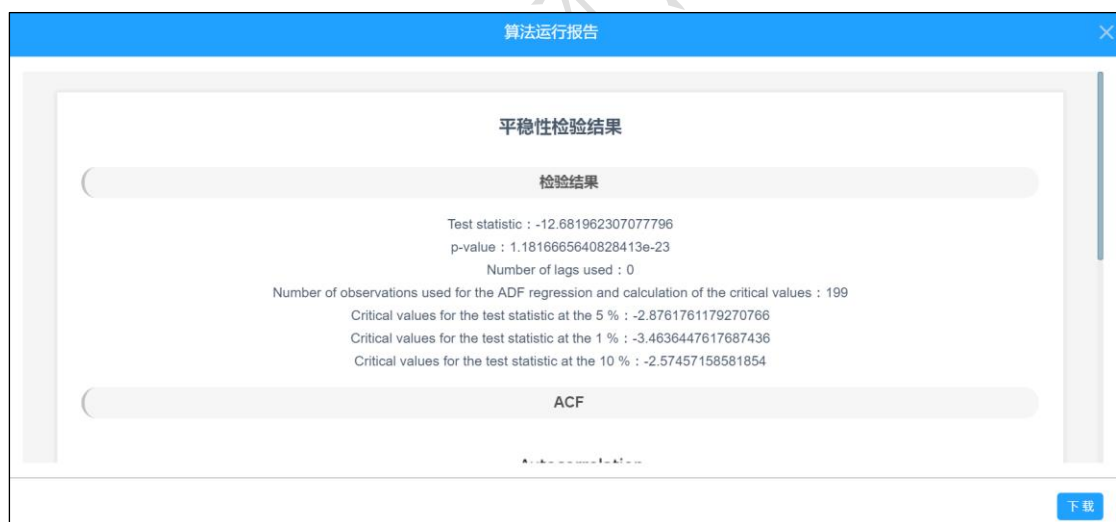 算法运行报告
平稳性检验结果
检验结果
Test statistic：-12.681962307077796
p-value：1.1816665640828413e-23
Number of lags used：0
Number of observations used for the ADF regression and calculation of the critical values：199
Critical values for the test statistic at the 5 %：-2.8761761179270766
Critical values for the test statistic at the 1 %：-3.4636447617687436
Critical values for the test statistic at the 10 %：-2.57457158581854
ACF
Autocorrelation
下载